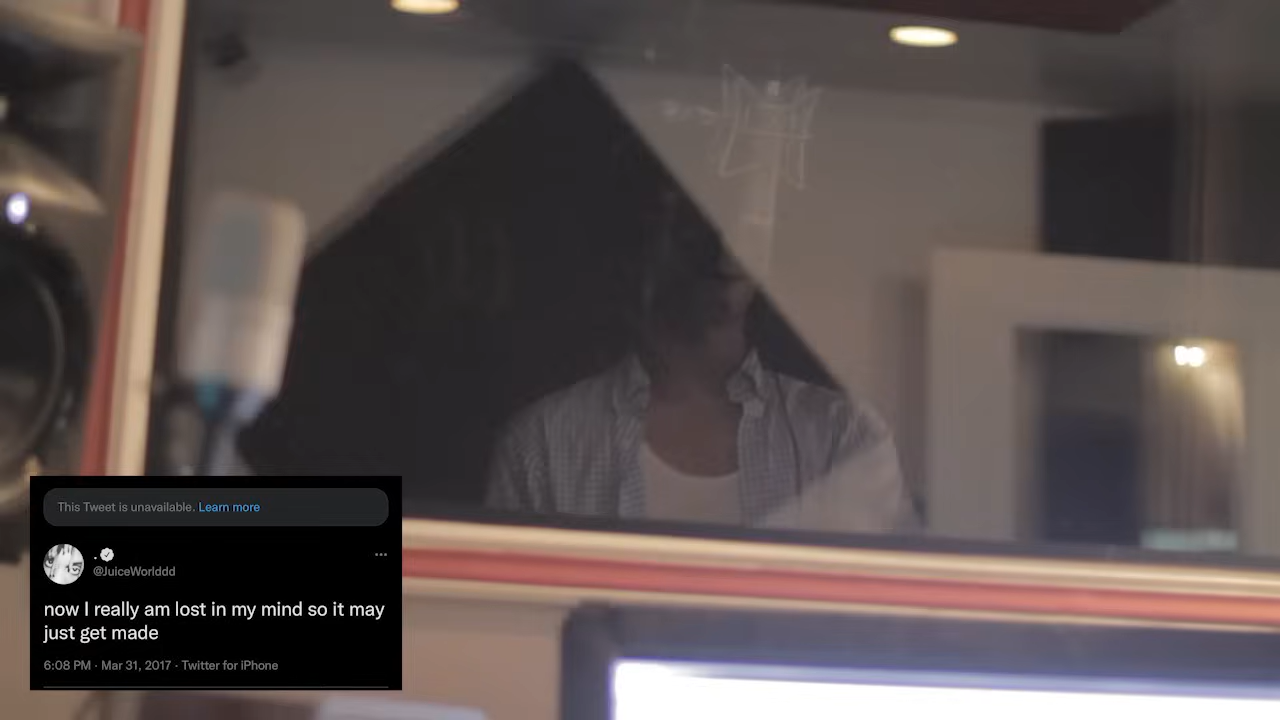 This Tweet is unavailable. Learn more
.
@JuiceWorlddd
now I really am lost in my mind so it may
just get made
6:08 PM · Mar 31, 2017 · Twitter for iPhone